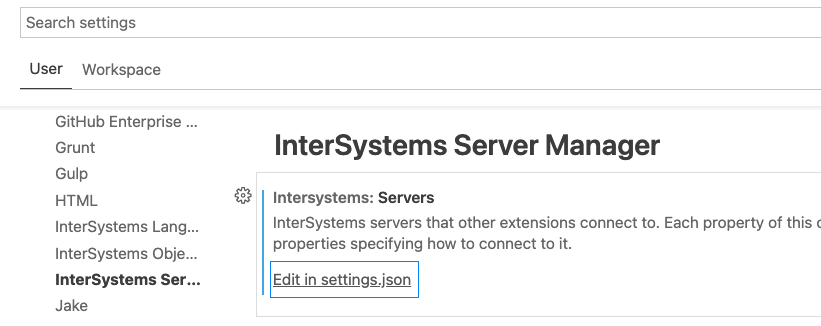 Search settings
User Workspace
GitHub Enterprise ...
Grunt
Gulp
HTML
InterSystems Lang...
InterSystems Obje...
InterSystems Ser...
Jake
InterSystems Server Manager
Intersystems: Servers
InterSystems servers that other extensions connect to. Each property of this
properties specifying how to connect to it.
Edit in settings.json